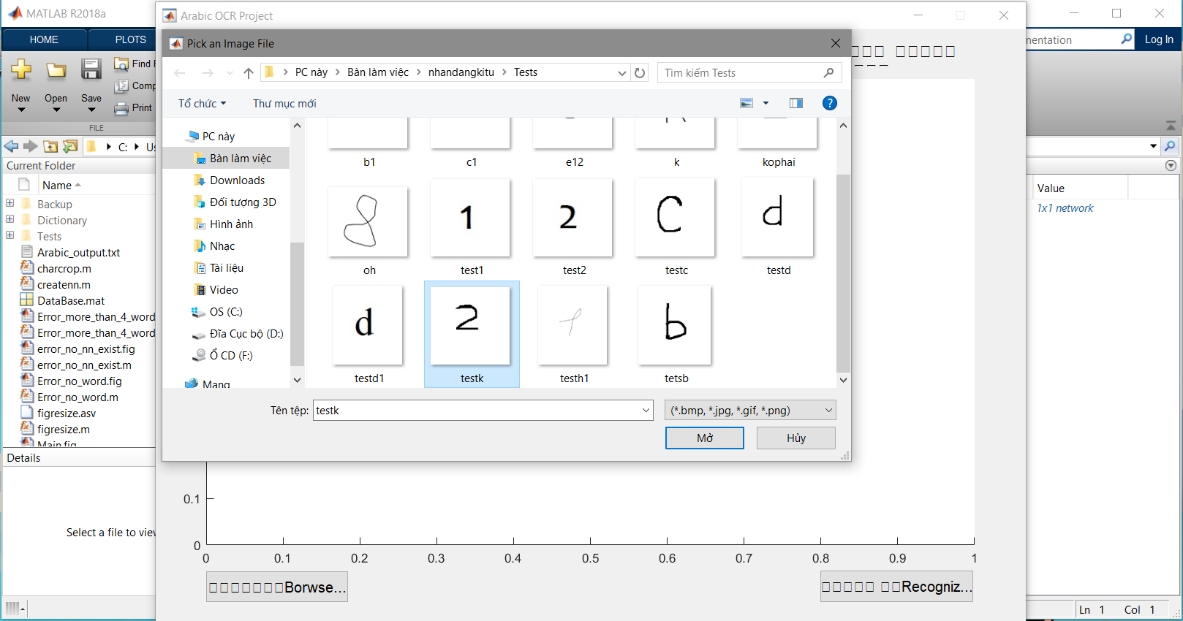 MATLAB R2018a
Arabic OCR Project
HOME
PLOTS
mentation
Log In
Pick an Image File
PC này
Bàn làm việc
nhandangkitu
Tests
Tìm kiếm Tests
New
Open
Save
Find
Comp
Print
FILE
Tổ chức
Thư mục mới
C:
Us
Current Folder
Name
Backup
Dictionary
Tests
Arabic_output.txt
charcrop.m
createnn.m
DataBase.mat
Error_more_than_4_word
Error_more_than_4_word
error_no_nn_exist.fig
error_no_nn_exist.m
Error_no_word.fig
Error_no_word.m
figresize.asv
figresize.m
Main.fig
Details
Select a file to view
PC này
Bàn làm việc
Downloads
Đối tượng 3D
Hình ảnh
Nhạc
Tài liệu
Video
OS (C:)
Đĩa Cục bộ (D:)
Ổ CD (F:)
Mạng
b1
c1
e12
k
kophai
1
2
C
d
oh
test1
test2
testc
testd
d
2
b
testd1
testk
testh1
tetsb
Tên tệp:
testk
(*.bmp, *.jpg, *.gif, *.png)
Mở
Hủy
Value
1x1 network
0.1
0
0 0.1 0.2 0.3 0.4 0.5 0.6 0.7 0.8 0.9 1
Borwse...
Recogniz...
Ln 1 Col 1